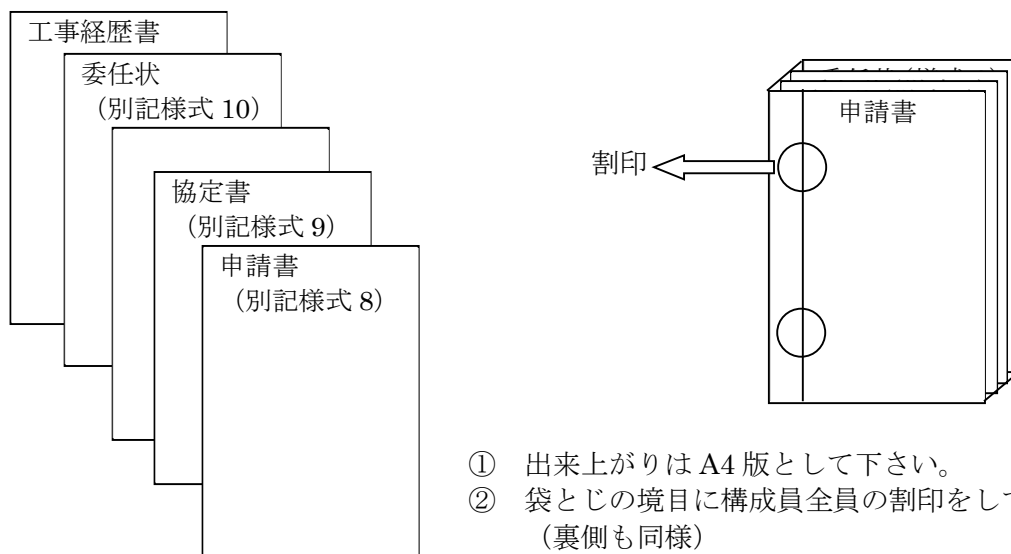 工事経歴書
委任状
(別記様式 10)
協定書
(別記様式 9)
申請書
(別記様式 8)
申請書
割印
① 出来上がりは A4 版として下さい。
② 袋とじの境目に構成員全員の割印をして
(裏側も同様)